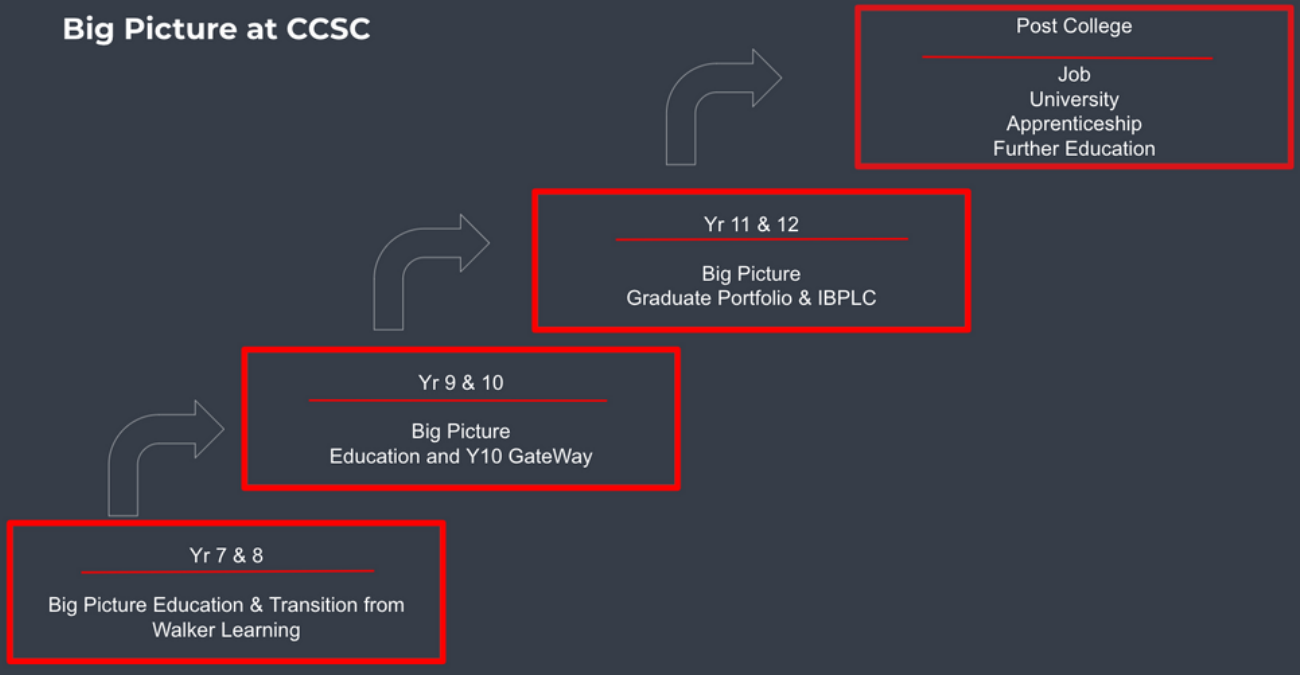 Big Picture at CCSC
Post College
Job
University
Apprenticeship
Further Education
Yr 11 & 12
Big Picture
Graduate Portfolio & IBPLC
Yr 9 & 10
Big Picture
Education and Y10 GateWay
Yr 7 & 8
Big Picture Education & Transition from
Walker Learning